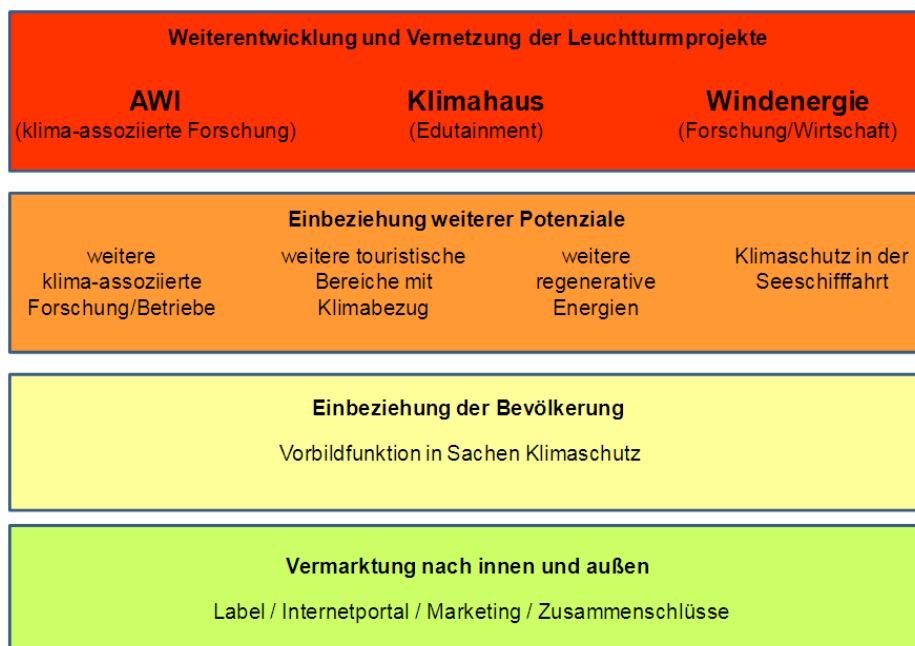 Weiterentwicklung und Vernetzung der Leuchtturmprojekte
AWI
(klima-assoziierte Forschung)
Klimahaus
(Edutainment)
Windenergie
(Forschung/Wirtschaft)
Einbeziehung weiterer Potenziale
weitere
klima-assoziierte
Forschung/Betriebe
weitere touristische
Bereiche mit
Klimabezug
weitere
regenerative
Energien
Klimaschutz in der
Seeschifffahrt
Einbeziehung der Bevölkerung
Vorbildfunktion in Sachen Klimaschutz
Vermarktung nach innen und außen
Label / Internetportal / Marketing / Zusammenschlüsse